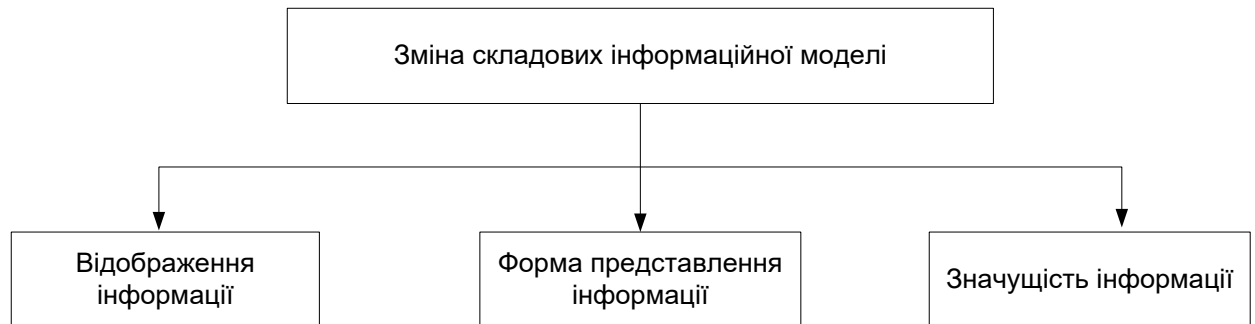 Зміна складових інформаційної моделі
Відображення
інформації
Форма представлення
інформації
Значущість інформації